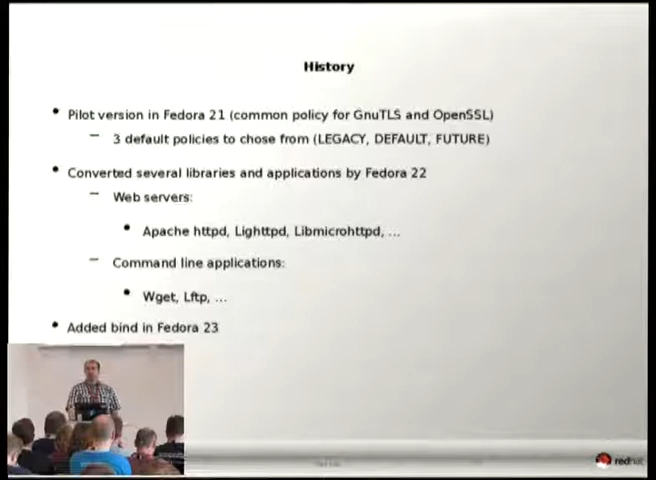 History
• Pilot version in Fedora 21 (common policy for GnuTLS and OpenSSL)
– 3 default policies to chose from (LEGACY, DEFAULT, FUTURE)
• Converted several libraries and applications by Fedora 22
– Web servers:
• Apache httpd, Lighttpd, Libmicrohttpd, ...
– Command line applications:
• Wget, Lftp, ...
• Added bind in Fedora 23
redhat